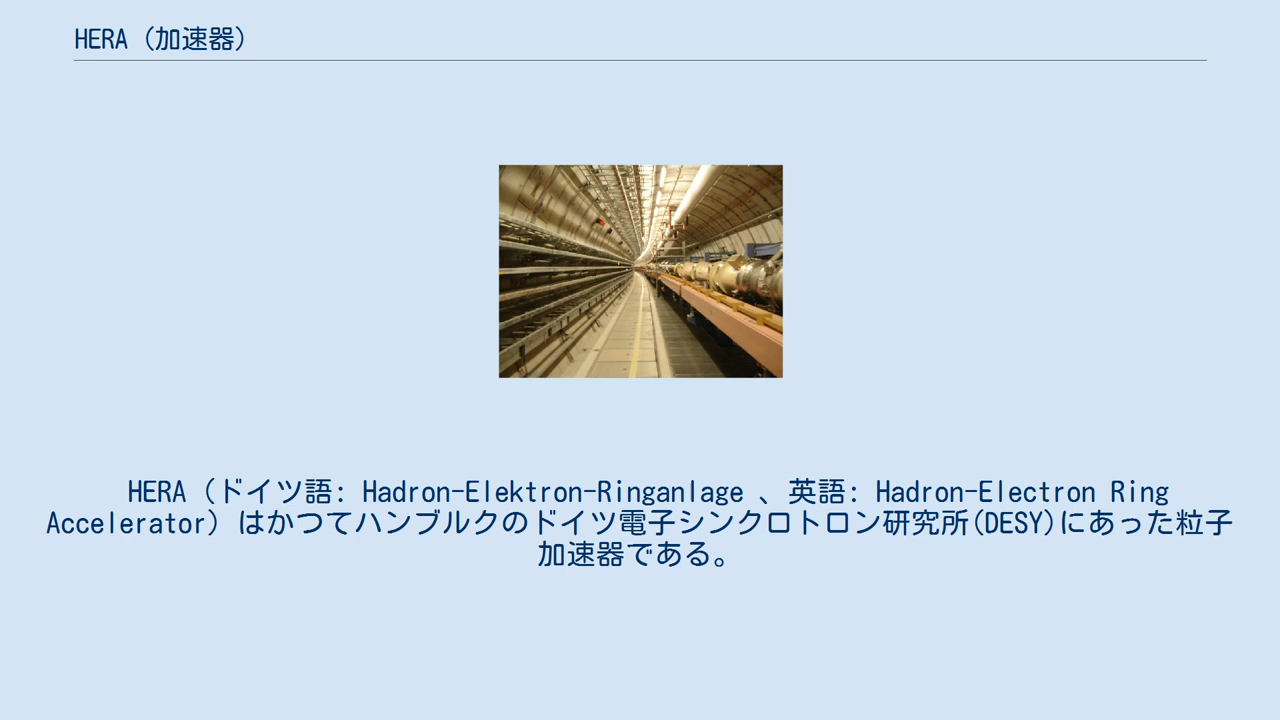 HERA（加速器）
HERA（ドイツ語: Hadron-Elektron-Ringanlage 、英語: Hadron-Electron Ring
Accelerator）はかつてハンブルクのドイツ電子シンクロトロン研究所(DESY)にあった粒子
加速器である。